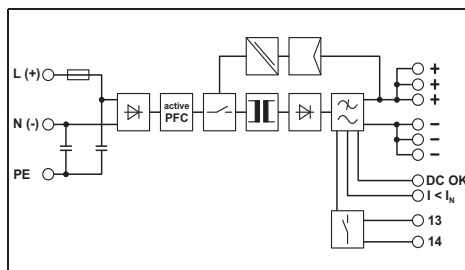 L (+)
N (-)
PE
active
PFC
+
+
+
–
–
–
DC OK
I < I_N
13
14